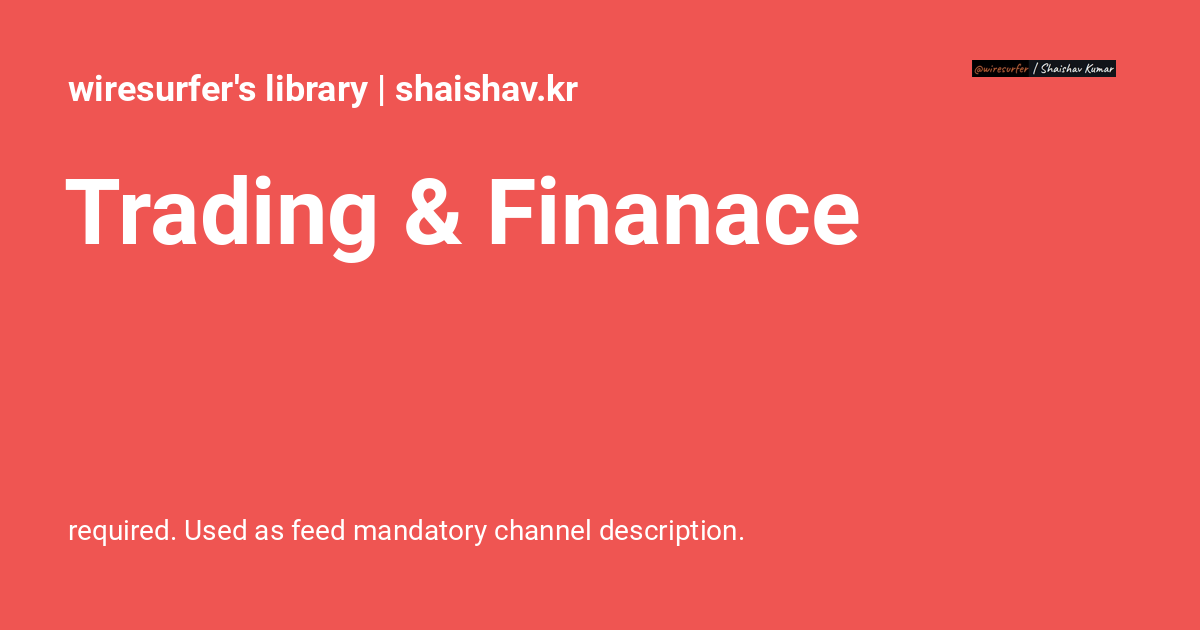 wiresurfer's library | shaishav.kr
@wiresurfer / Shaishav Kumar
Trading & Finanace
required. Used as feed mandatory channel description.